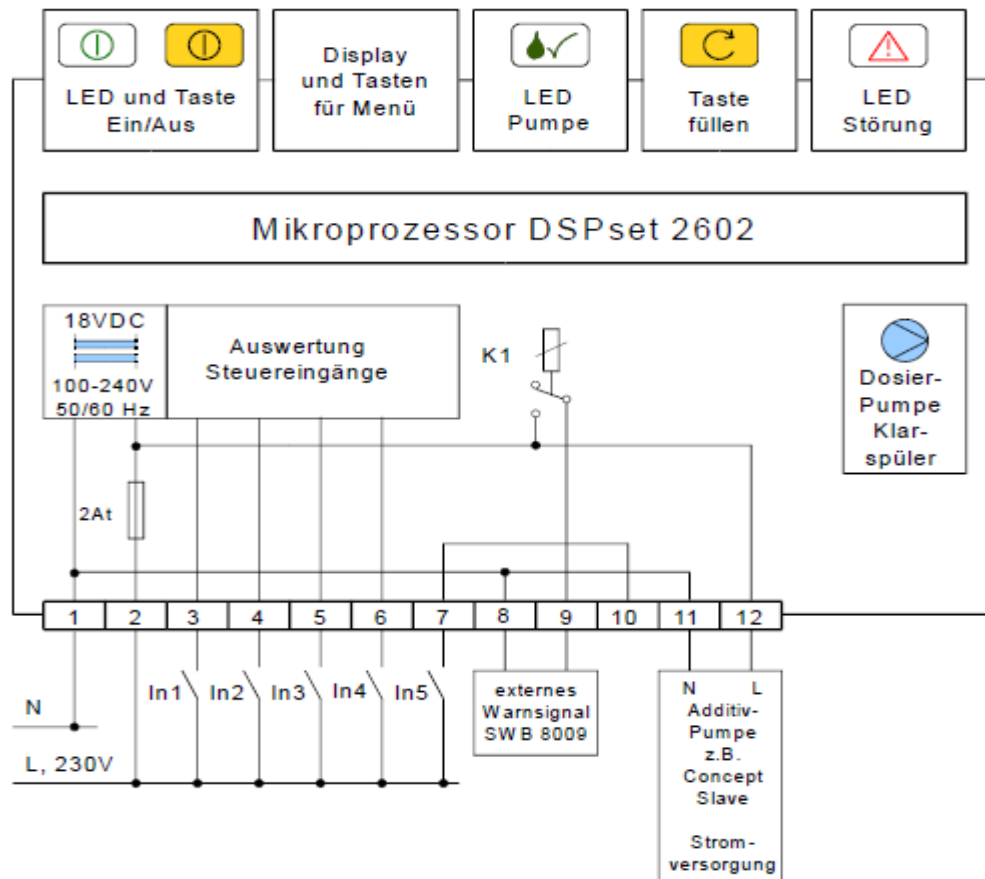 LED und Taste
Ein/Aus
Display
und Tasten
für Menü
LED
Pumpe
Taste
füllen
LED
Störung
Mikroprozessor DSPset 2602
18VDC
100-240V
50/60 Hz
Auswertung
Steuereingänge
K1
Dosier-
Pumpe
Klar-
spüler
2At
1 2 3 4 5 6 7 8 9 10 11 12
In1 In2 In3 In4 In5
N
L, 230V
externes
Warnsignal
SWB 8009
N L
Additiv-
Pumpe
z.B.
Concept
Slave
Strom-
versorgung